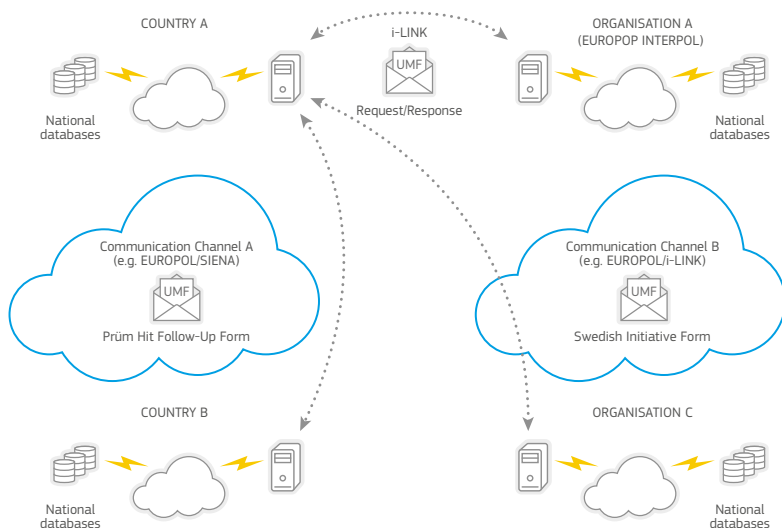 COUNTRY A
i-LINK
ORGANISATION A
(EUROPOP INTERPOL)
UMF
Request/Response
National
databases
National
databases
Communication Channel A
(e.g. EUROPOL/SIENA)
UMF
Prüm Hit Follow-Up Form
Communication Channel B
(e.g. EUROPOL/i-LINK)
UMF
Swedish Initiative Form
COUNTRY B
ORGANISATION C
National
databases
National
databases